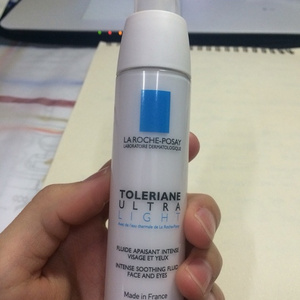 LA ROCHE-POSAY
LABORATOIRE DERMATOLOGIQUE
TOLERIANE
ULTRA
LIGHT
FLUIDE APAISANT INTENSE
VISAGE ET YEUX
INTENSE SOOTHING FLUID
FACE AND EYES
Made in France